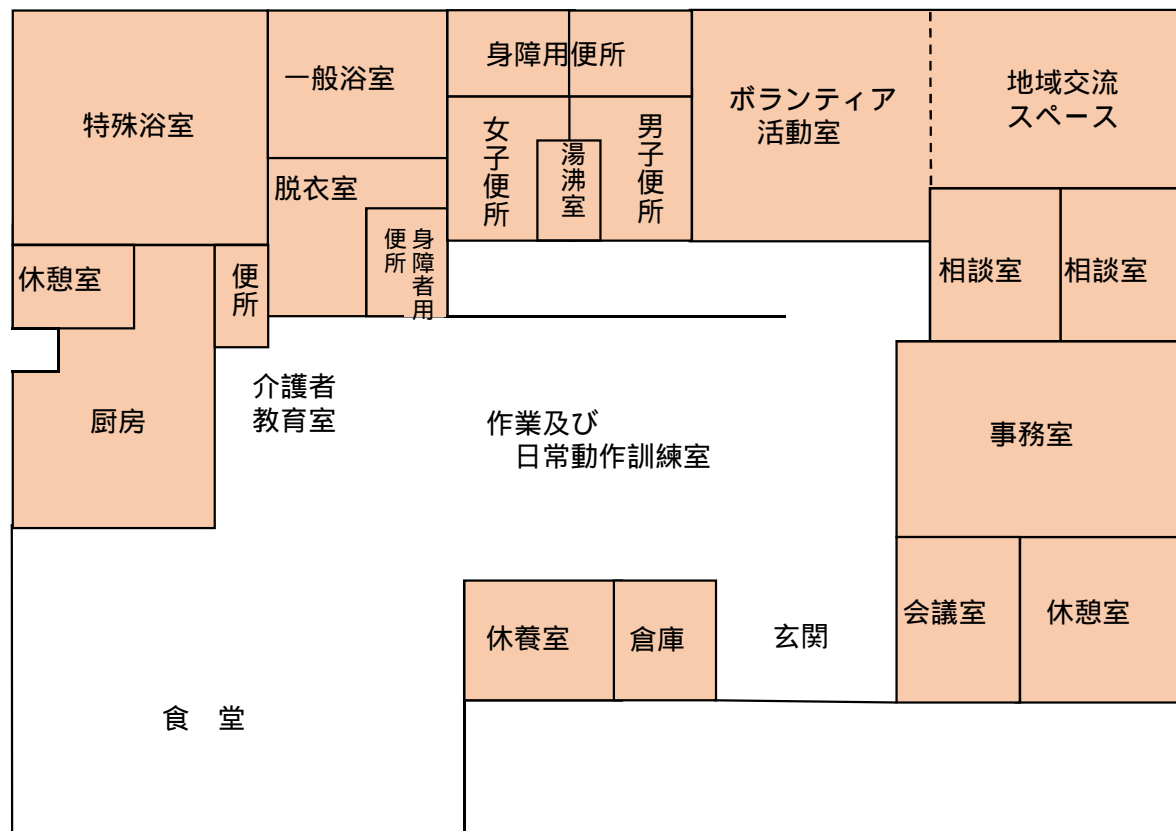 特殊浴室
一般浴室
身障用便所
ボランティア
活動室
地域交流
スペース
女子便所
湯沸室
男子便所
脱衣室
身障者用
便所
休憩室
便所
相談室
相談室
厨房
介護者
教育室
作業及び
日常動作訓練室
事務室
休養室
倉庫
玄関
会議室
休憩室
食 堂